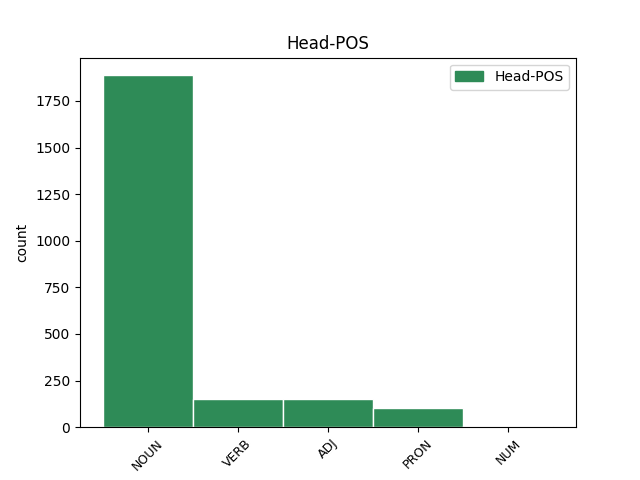 Head-POS
Head-POS
1750
1500
1250
1000
750
500
250
0
count
NOUN
VERB
ADJ
PRON
NUM